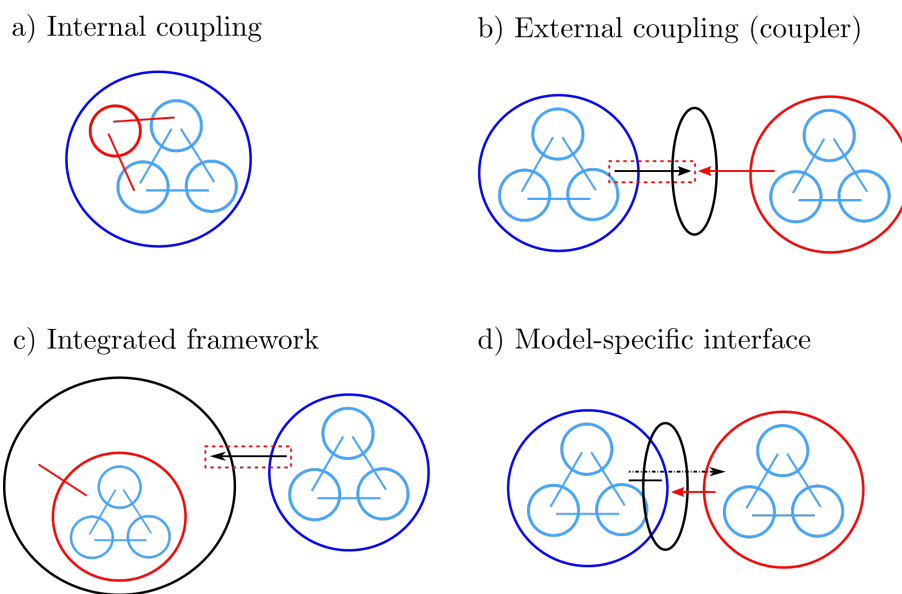 a) Internal coupling
b) External coupling (coupler)
c) Integrated framework
d) Model-specific interface